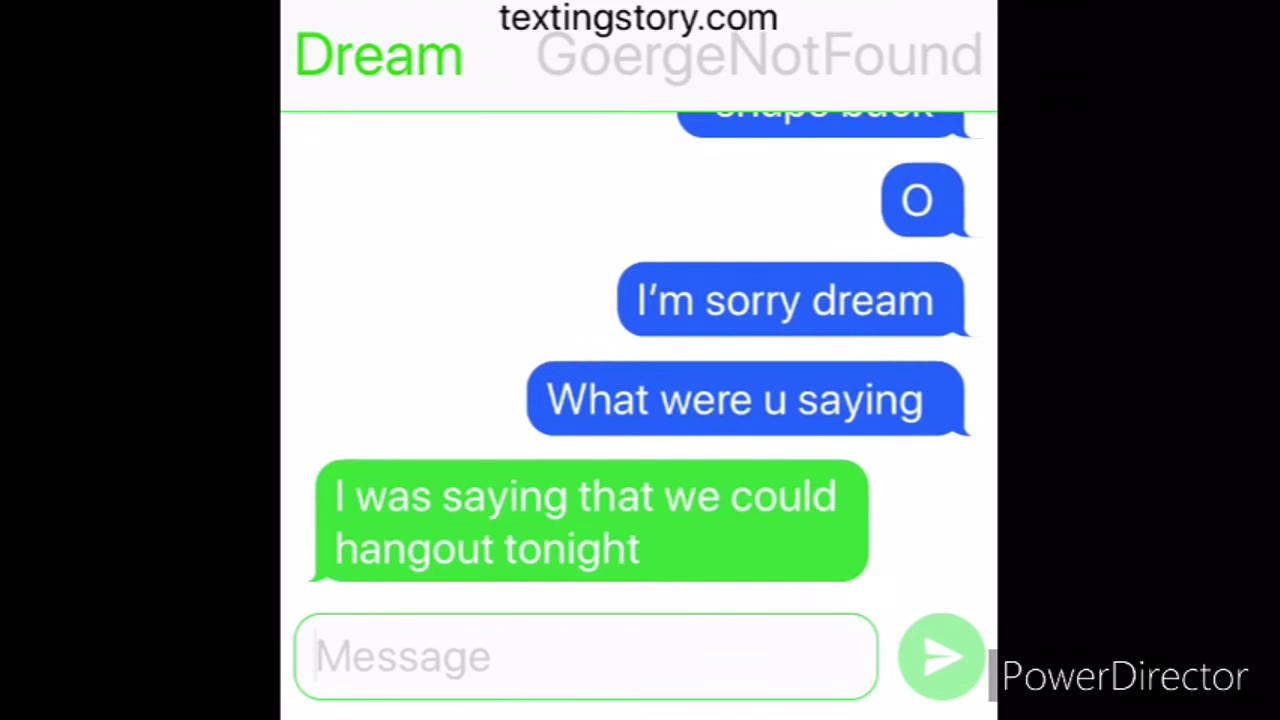 textingstory.com
Dream GoergeNotFound
O
I'm sorry dream
What were u saying
I was saying that we could
hangout tonight
Message
PowerDirector